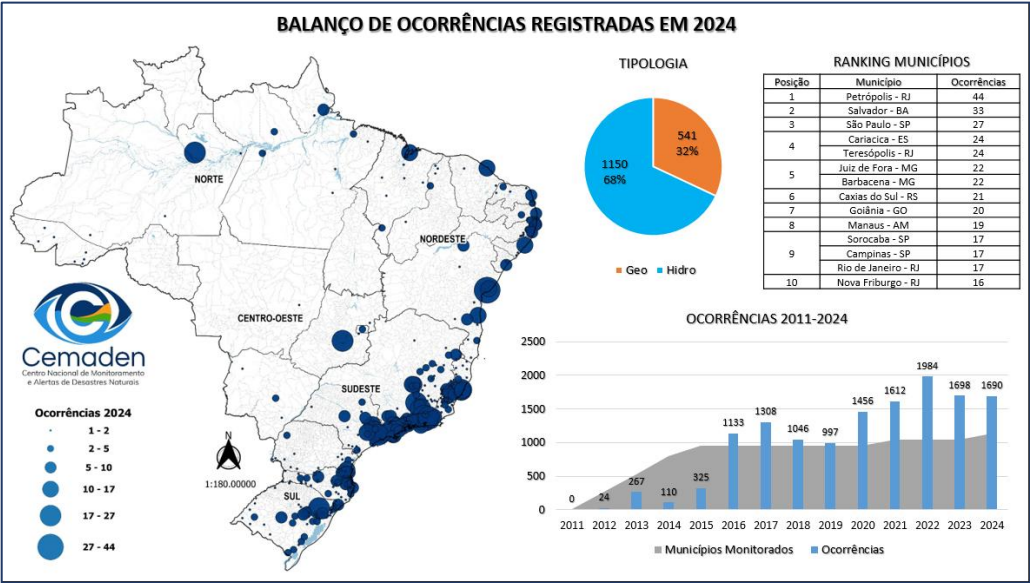 BALANÇO DE OCORRÊNCIAS REGISTRADAS EM 2024
NORTE
NORDESTE
CENTRO-OESTE
SUDESTE
SUL
Cemaden
Centro Nacional de Monitoramento
e Alertas de Desastres Naturais
Ocorrências 2024
1 - 2
2 - 5
5 - 10
10 - 17
17 - 27
27 - 44
N
1:180.00000
TIPOLOGIA
541
32%
1150
68%
Geo Hidro
RANKING MUNICÍPIOS
Posição Município Ocorrências
1 Petrópolis - RJ 44
2 Salvador - BA 33
3 São Paulo - SP 27
4 Cariacica - ES 24
Teresópolis - RJ 24
5 Juiz de Fora - MG 22
Barbacena - MG 22
6 Caxias do Sul - RS 21
7 Goiânia - GO 20
8 Manaus - AM 19
9 Sorocaba - SP 17
Campinas - SP 17
Rio de Janeiro - RJ 17
10 Nova Friburgo - RJ 16
OCORRÊNCIAS 2011-2024
2500
2000
1500
1000
500
0
0 24 267 110 325 1133 1308 1046 997 1456 1612 1984 1698 1690
2011 2012 2013 2014 2015 2016 2017 2018 2019 2020 2021 2022 2023 2024
Municípios Monitorados Ocorrências